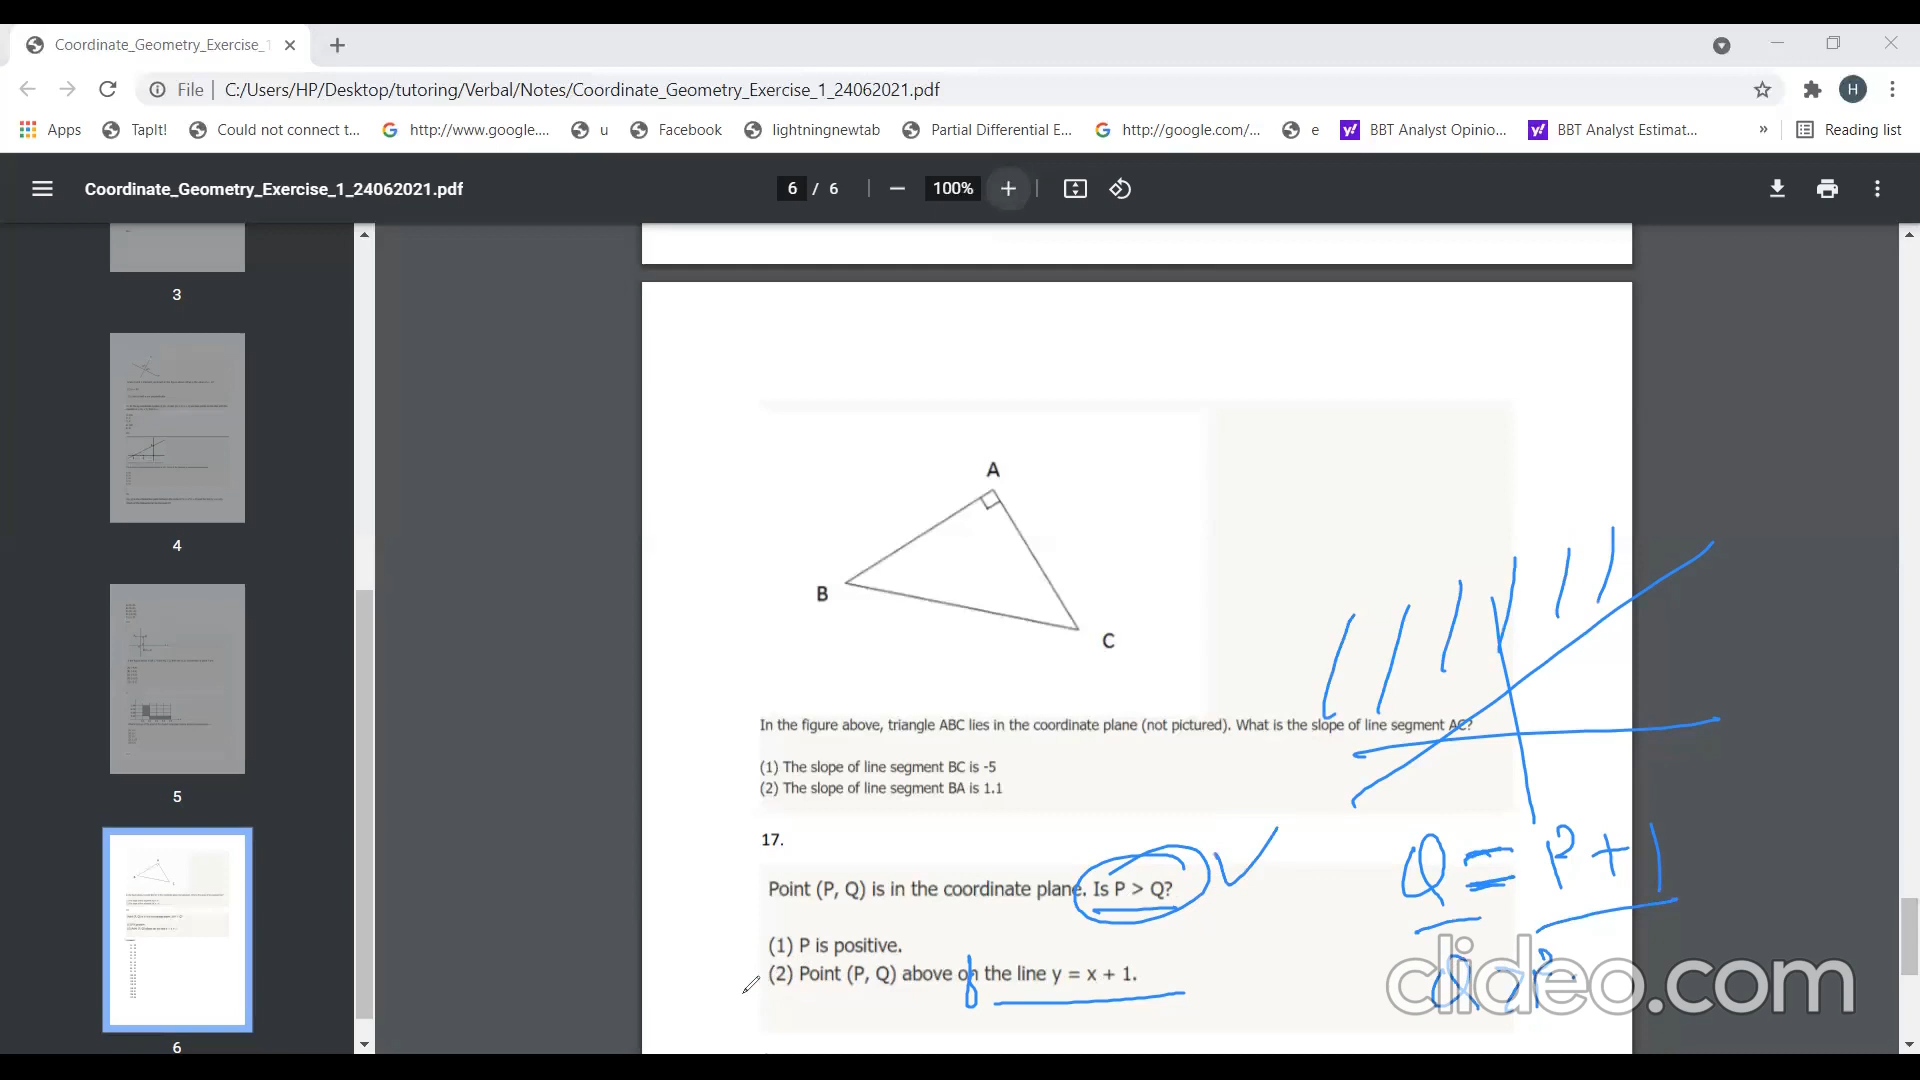 Coordinate_Geometry_Exercise_1
File C:/Users/HP/Desktop/tutoring/Verbal/Notes/Coordinate_Geometry_Exercise_1_24062021.pdf H
Apps TapIt! Could not connect t... http://www.google.... u Facebook lightningnewtab Partial Differential E... http://google.com/... e BBT Analyst Opinio... BBT Analyst Estimat... » Reading list
Coordinate_Geometry_Exercise_1_24062021.pdf 6 / 6 100%
3
4
5
6
A
B
C
In the figure above, triangle ABC lies in the coordinate plane (not pictured). What is the slope of line segment AC?
(1) The slope of line segment BC is -5
(2) The slope of line segment BA is 1.1
17.
Q = P + 1
Point (P, Q) is in the coordinate plane. Is P > Q?
(1) P is positive.
(2) Point (P, Q) above on the line y = x + 1.
Q > P
clideo.com